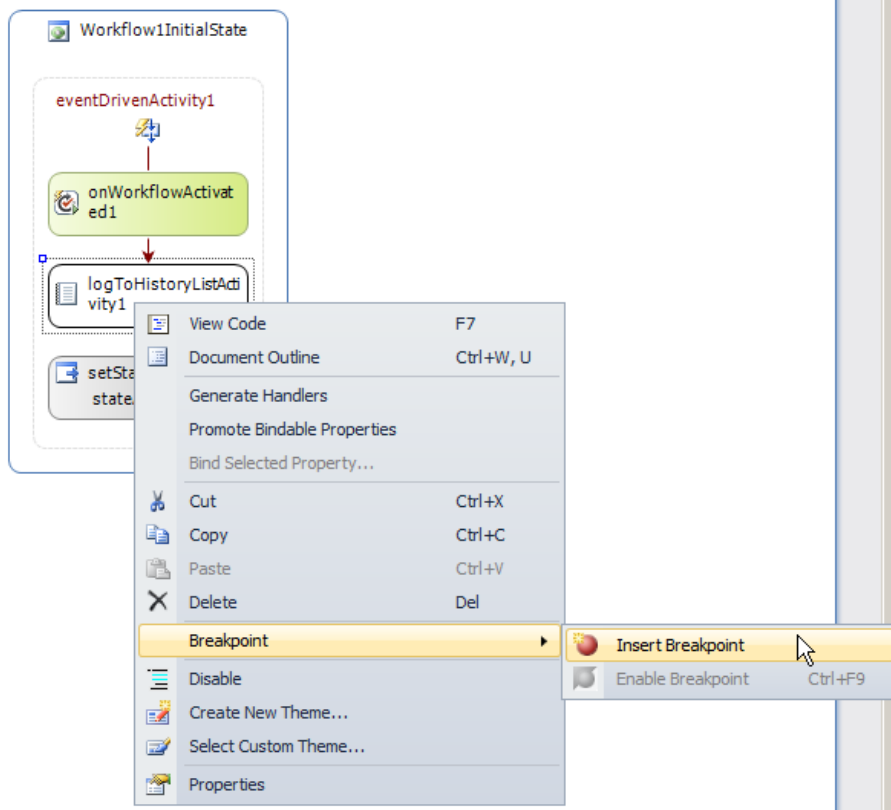 Workflow1InitialState
eventDrivenActivity1
onWorkflowActivat
ed1
logToHistoryListActi
vity1
setSta
state
View Code F7
Document Outline Ctrl+W, U
Generate Handlers
Promote Bindable Properties
Bind Selected Property...
Cut Ctrl+X
Copy Ctrl+C
Paste Ctrl+V
Delete Del
Breakpoint
Insert Breakpoint
Enable Breakpoint Ctrl+F9
Disable
Create New Theme...
Select Custom Theme...
Properties